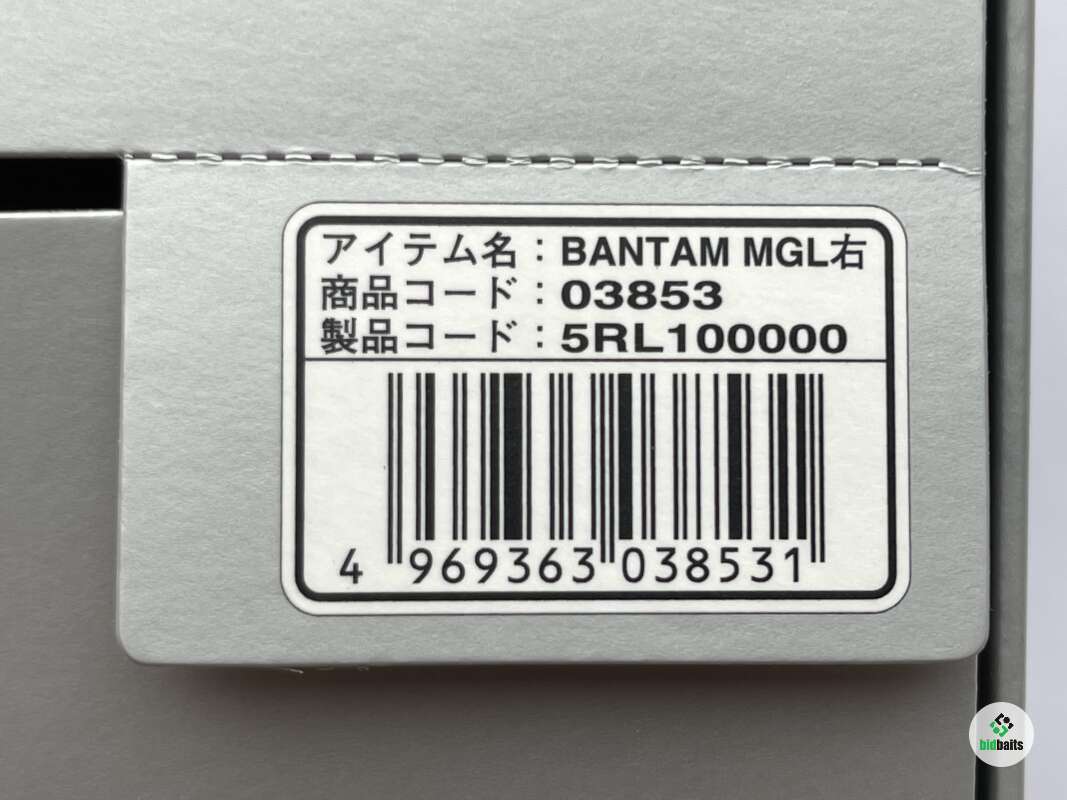 アイテム名：BANTAM MGL右
商品コード：03853
製品コード：5RL100000
4 969363 038531
bidbaits